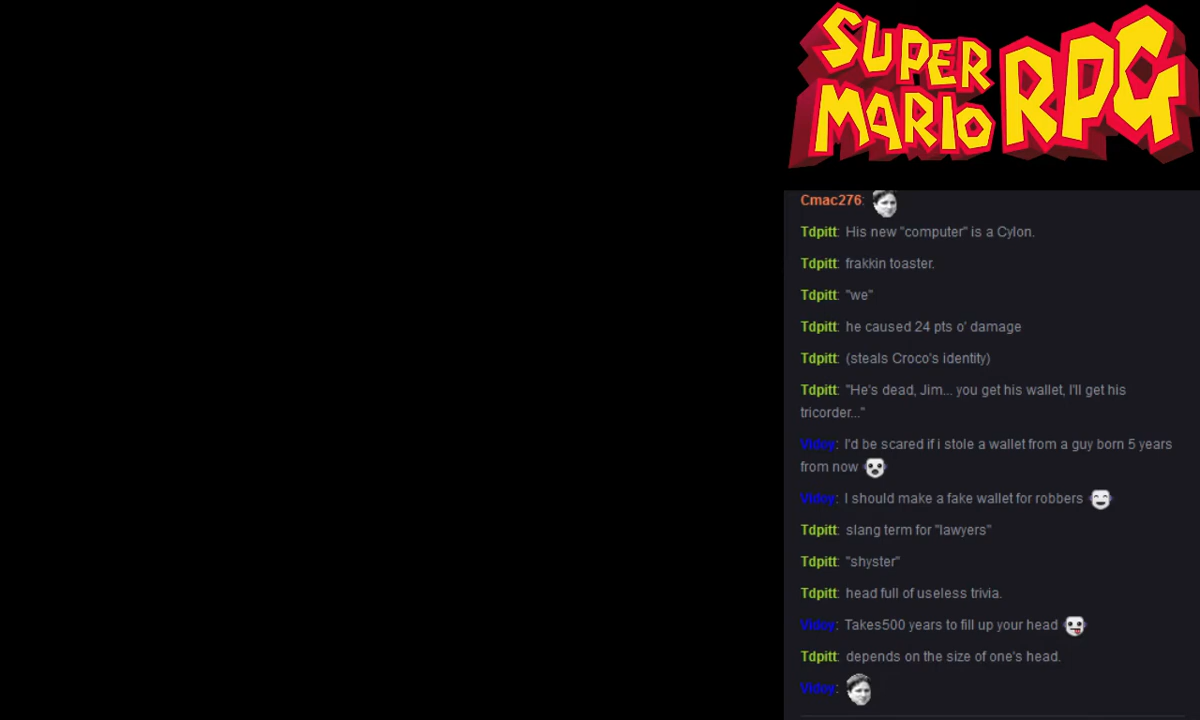 SUPER
MARIO RPG
Cmac276:
Tdpitt: His new "computer" is a Cylon.
Tdpitt: frakkin toaster.
Tdpitt: "we"
Tdpitt: he caused 24 pts o' damage
Tdpitt: (steals Croco's identity)
Tdpitt: "He's dead, Jim... you get his wallet, I'll get his
tricorder..."
Vldoy: I'd be scared if i stole a wallet from a guy born 5 years
from now
Vldoy: I should make a fake wallet for robbers
Tdpitt: slang term for "lawyers"
Tdpitt: "shyster"
Tdpitt: head full of useless trivia.
Vldoy: Takes500 years to fill up your head
Tdpitt: depends on the size of one's head.
Vldoy: